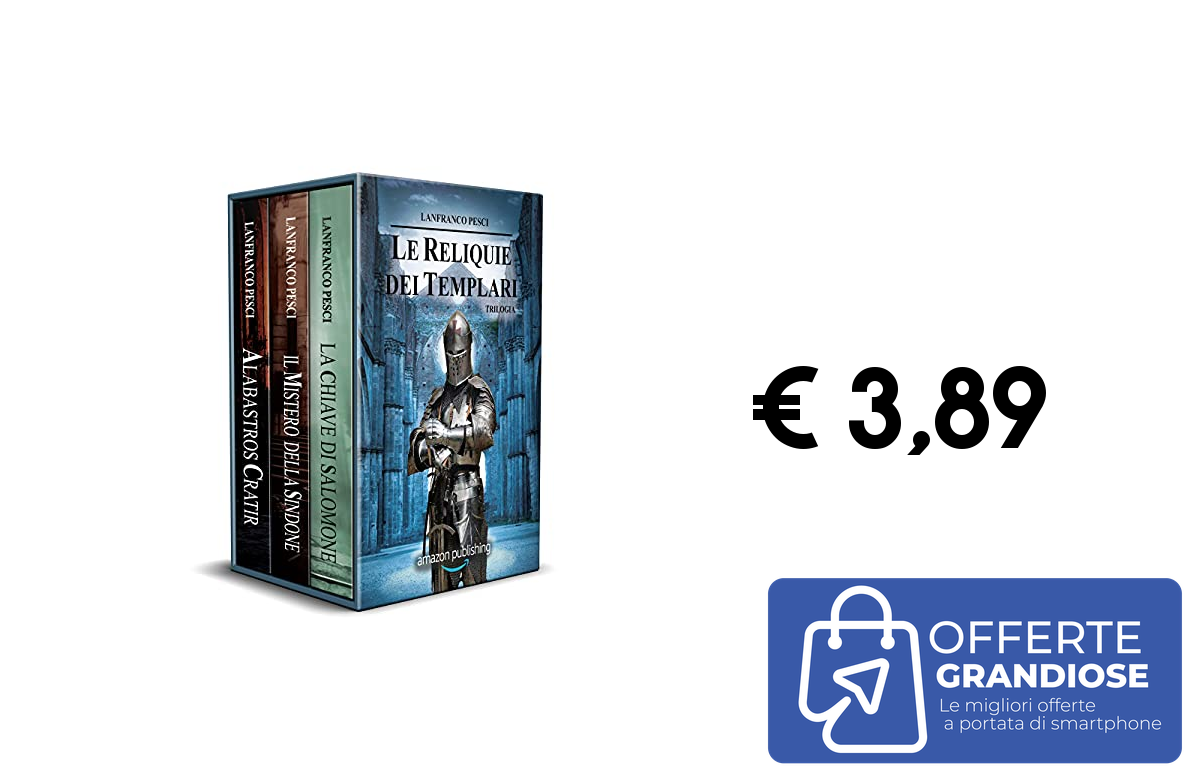 LANFRANCO PESCI
ALABASTROS CRATIR
LANFRANCO PESCI
IL MISTERO DELLA SINDONE
LANFRANCO PESCI
LA CHIAVE DI SALOMONE
LANFRANCO PESCI
LE RELIQUIE
DEI TEMPLARI
TRILOGIA
amazon publishing
€ 3,89
OFFERTE
GRANDIOSE
Le migliori offerte
a portata di smartphone